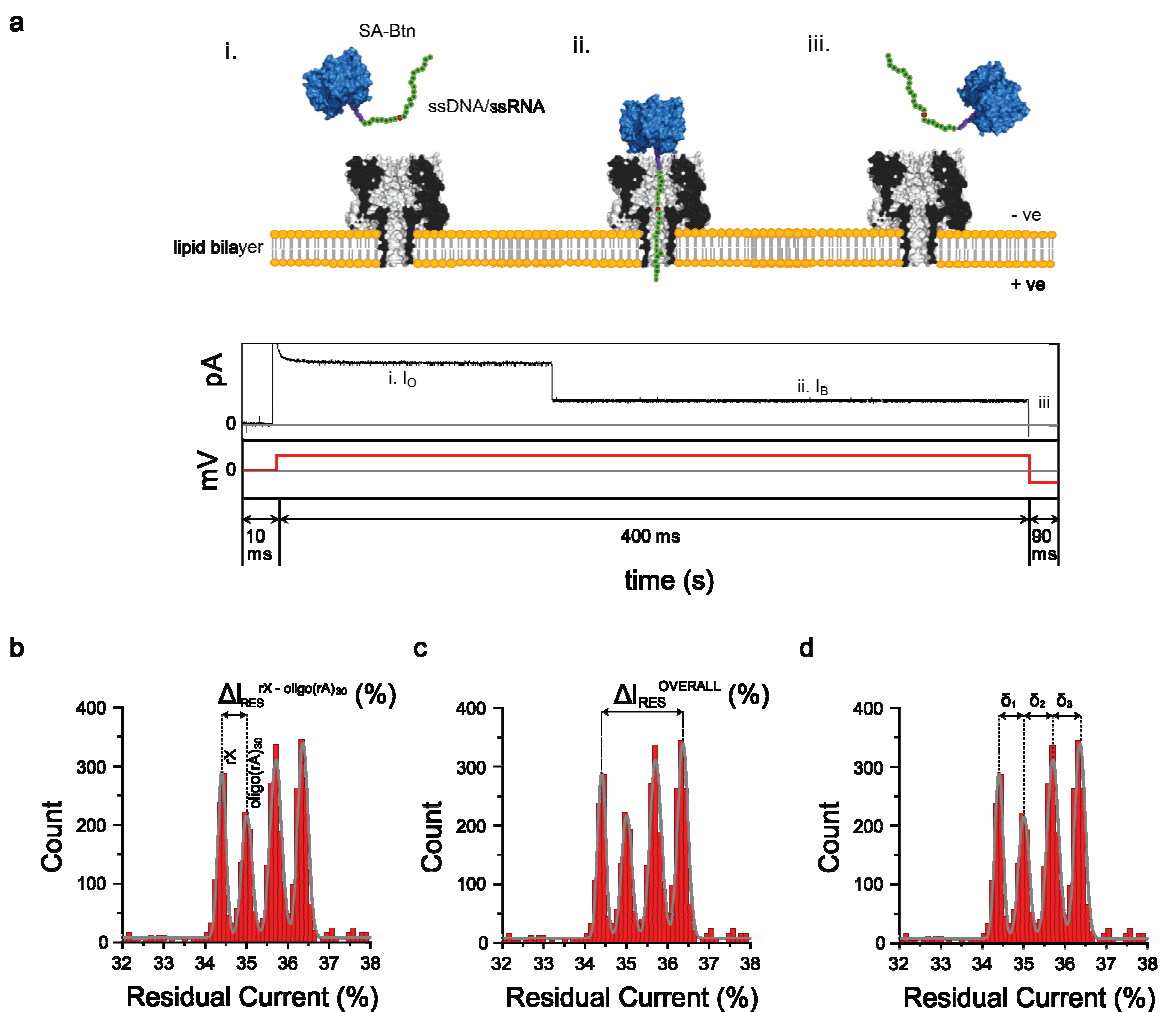 a
i.
SA-Btn
ssDNA/ssRNA
ii.
iii.
- ve
lipid bilayer
+ ve
pA
0
i. IO
ii. IB
iii
mV
0
10 ms
400 ms
90 ms
time (s)
b
ΔIRES rX - oligo(rA)30 (%)
rX
oligo(rA)30
Count
400
300
200
100
0
32 33 34 35 36 37 38
Residual Current (%)
c
ΔIRES OVERALL (%)
Count
400
300
200
100
0
32 33 34 35 36 37 38
Residual Current (%)
d
δ1 δ2 δ3
Count
400
300
200
100
0
32 33 34 35 36 37 38
Residual Current (%)